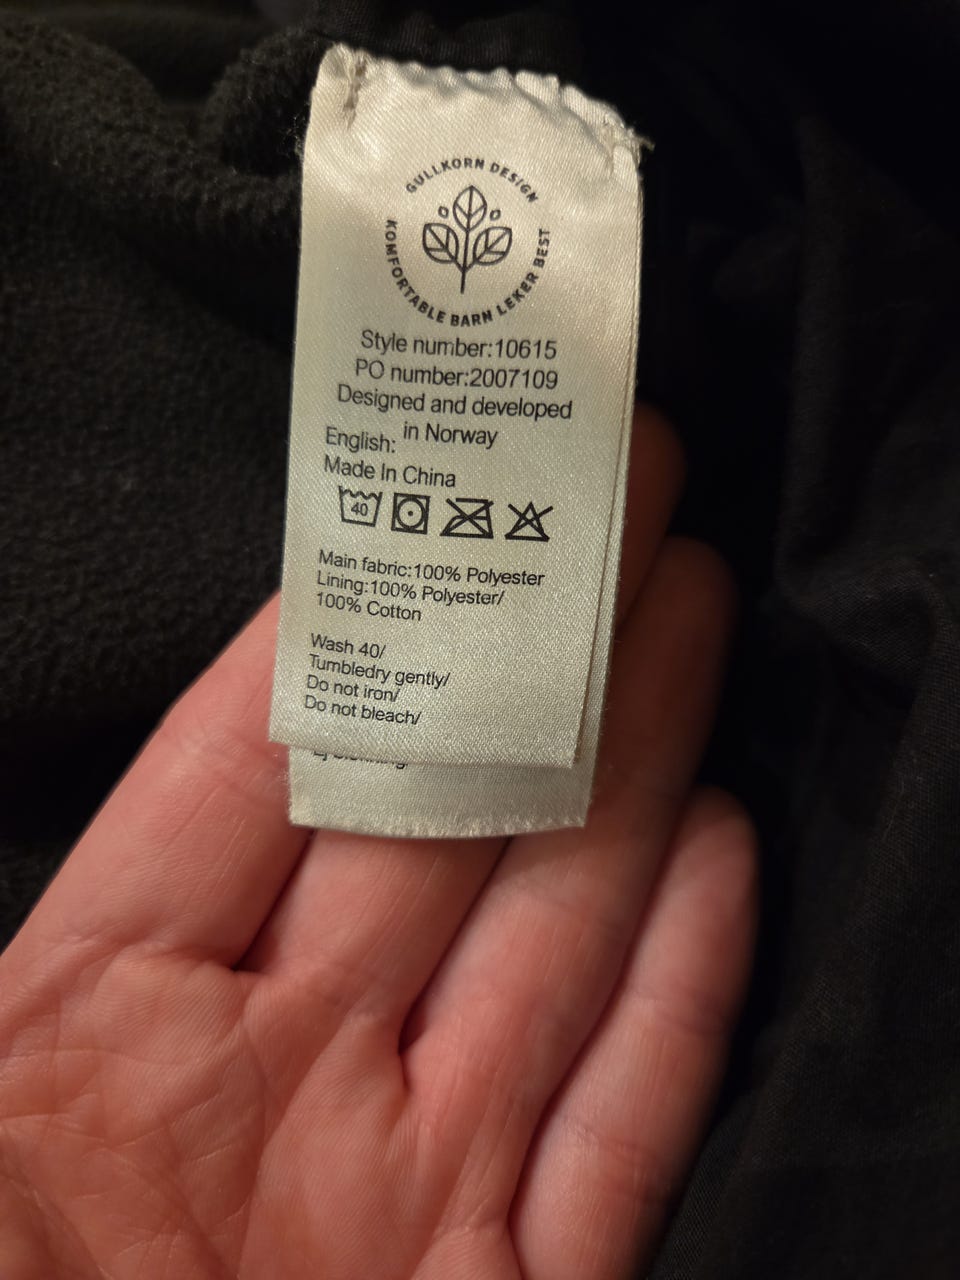 GULLKORN DESIGN
KOMFORTABLE BARN LEKER BEST
Style number:10615
PO number:2007109
Designed and developed
in Norway
English:
Made In China
40
Main fabric:100% Polyester
Lining:100% Polyester/
100% Cotton
Wash 40/
Tumbledry gently/
Do not iron/
Do not bleach/